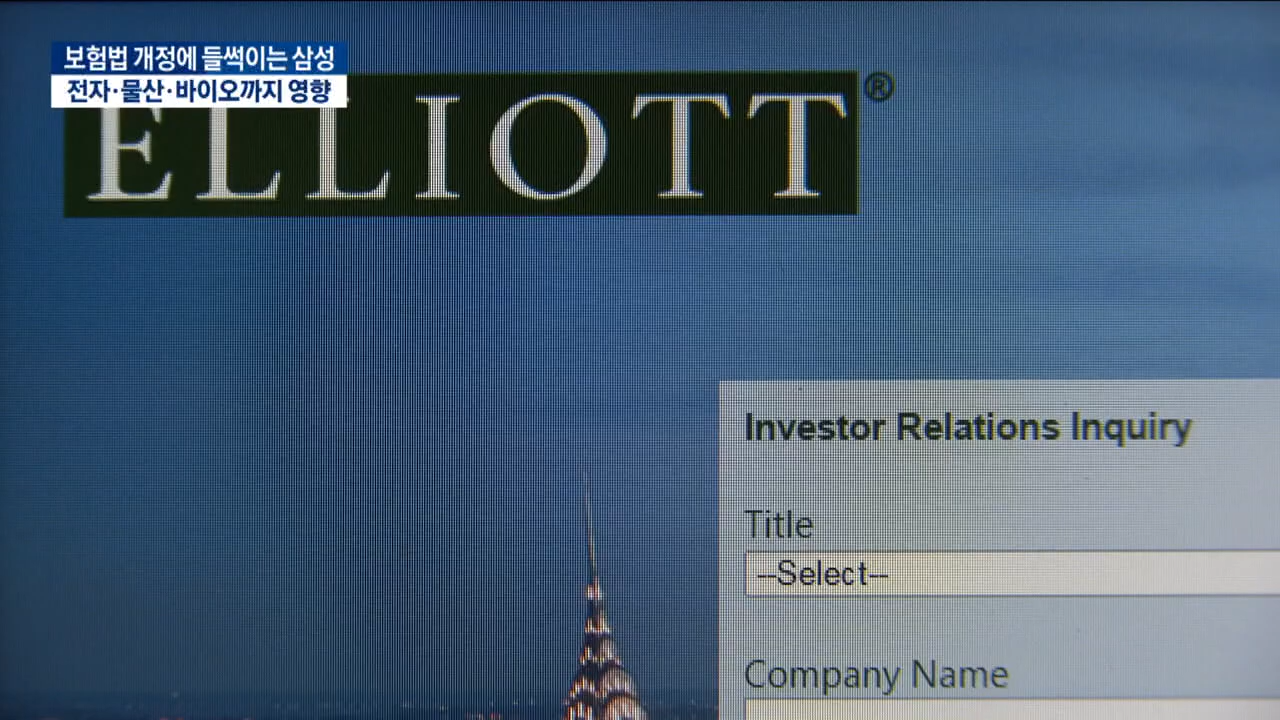 보험법 개정에 들썩이는 삼성
전자·물산·바이오까지 영향
ELLIOTT®
Investor Relations Inquiry
Title
--Select--
Company Name